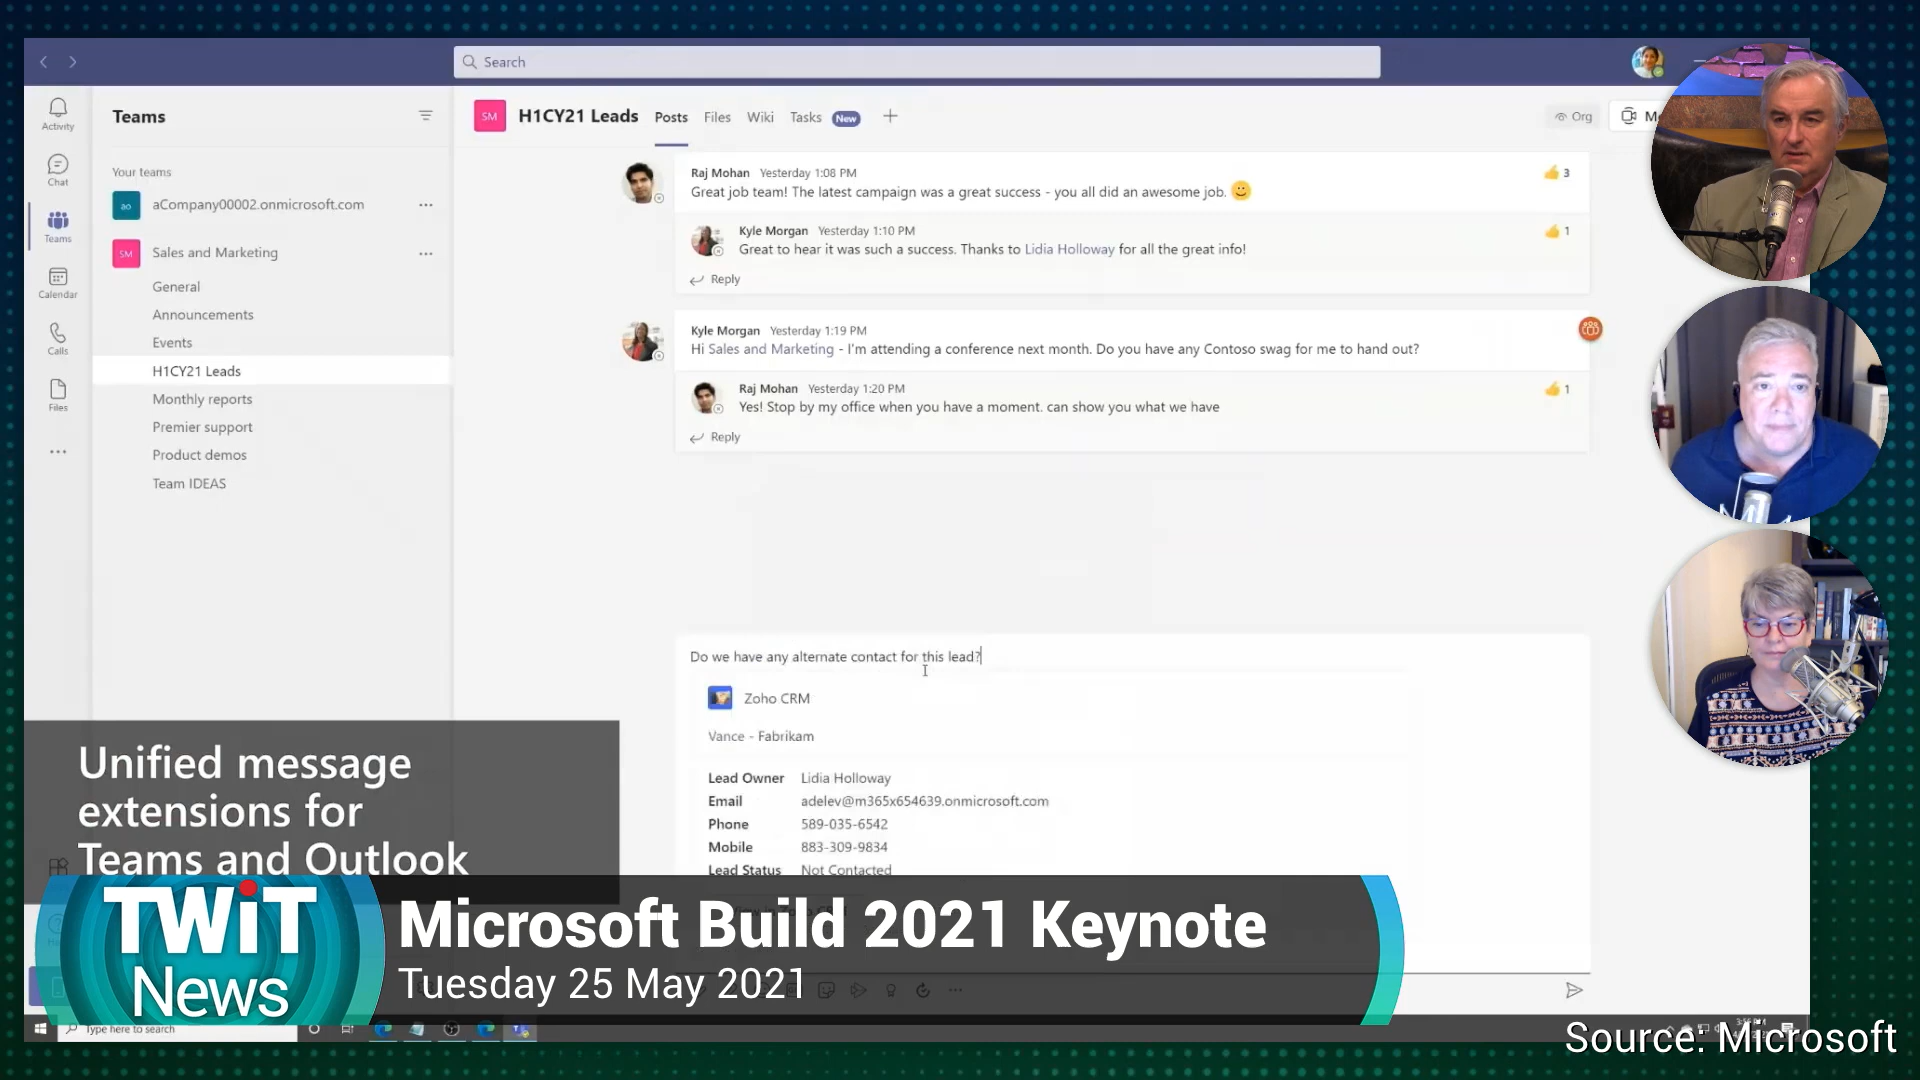 Search
Activity
Chat
Teams
Calendar
Calls
Files
Teams
Your teams
ao aCompany00002.onmicrosoft.com
SM Sales and Marketing
General
Announcements
Events
H1CY21 Leads
Monthly reports
Premier support
Product demos
Team IDEAS
SM H1CY21 Leads Posts Files Wiki Tasks New
Org
Raj Mohan Yesterday 1:08 PM 3
Great job team! The latest campaign was a great success - you all did an awesome job.
Kyle Morgan Yesterday 1:10 PM 1
Great to hear it was such a success. Thanks to Lidia Holloway for all the great info!
Reply
Kyle Morgan Yesterday 1:19 PM
Hi Sales and Marketing - I'm attending a conference next month. Do you have any Contoso swag for me to hand out?
Raj Mohan Yesterday 1:20 PM 1
Yes! Stop by my office when you have a moment. can show you what we have
Reply
Do we have any alternate contact for this lead?
Zoho CRM
Vance - Fabrikam
Lead Owner Lidia Holloway
Email adelev@m365x654639.onmicrosoft.com
Phone 589-035-6542
Mobile 883-309-9834
Lead Status Not Contacted
Unified message
extensions for
Teams and Outlook
TWiT
News
Microsoft Build 2021 Keynote
Tuesday 25 May 2021
Type here to search
Source: Microsoft